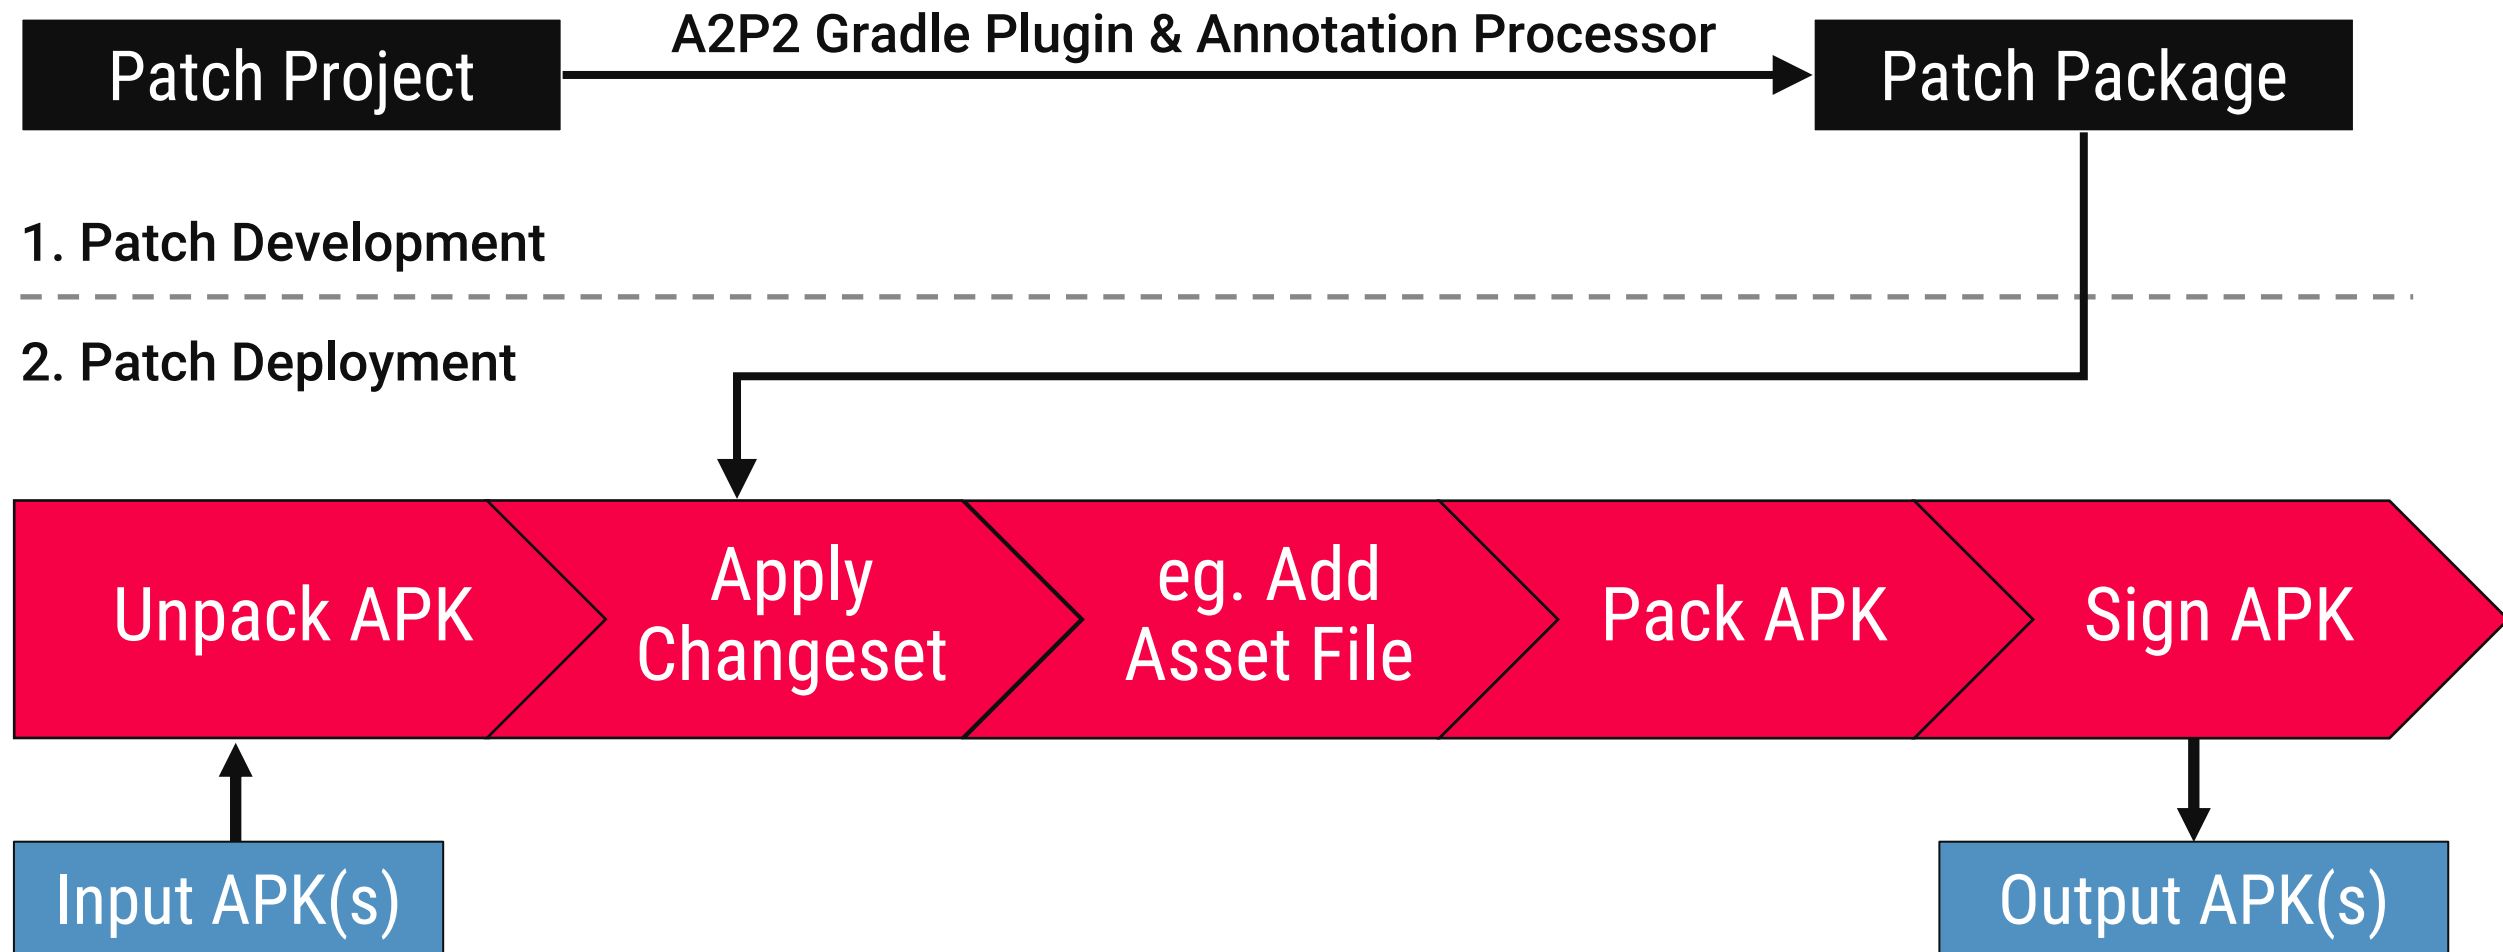 A2P2 Gradle Plugin & Annotation Processor
Patch Project
Patch Package
1. Patch Development
2. Patch Deployment
Unpack APK
Apply
Changeset
eg. Add
Asset File
Pack APK
Sign APK
Input APK(s)
Output APK(s)